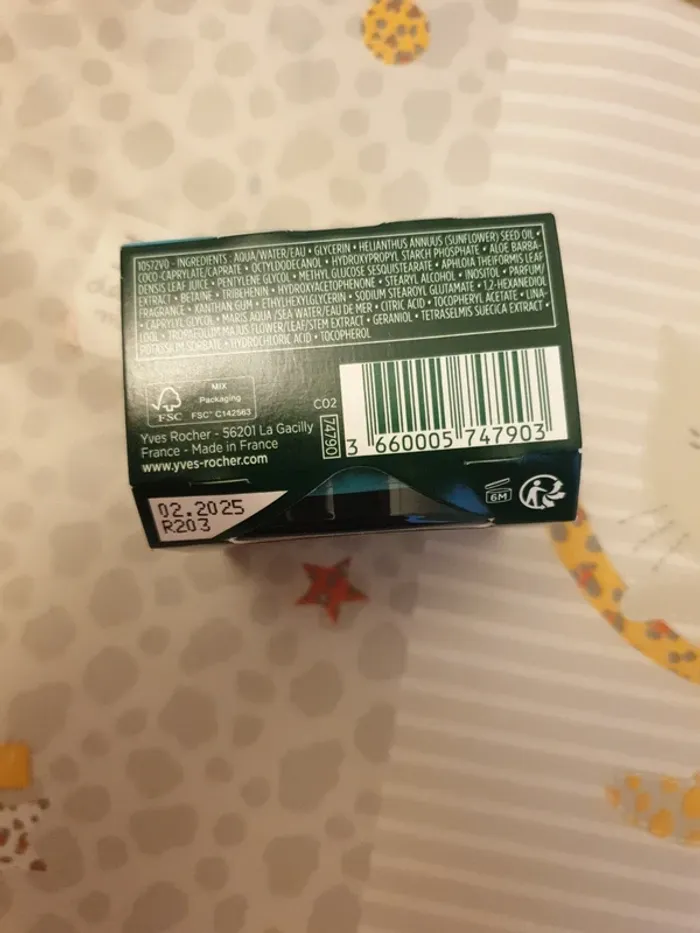 10572V0 - INGREDIENTS : AQUA/WATER/EAU • GLYCERIN • HELIANTHUS ANNUUS (SUNFLOWER) SEED OIL •
COCO-CAPRYLATE/CAPRATE • OCTYLDODECANOL • HYDROXYPROPYL STARCH PHOSPHATE • ALOE BARBA-
DENSIS LEAF JUICE • PENTYLENE GLYCOL • METHYL GLUCOSE SESQUISTEARATE • APHLOIA THEIFORMIS LEAF
EXTRACT • BETAINE • TRIBEHENIN • HYDROXYACETOPHENONE • STEARYL ALCOHOL • INOSITOL • PARFUM/
FRAGRANCE • XANTHAN GUM • ETHYLHEXYLGLYCERIN • SODIUM STEAROYL GLUTAMATE • 1,2-HEXANEDIOL
• CAPRYLYL GLYCOL • MARIS AQUA /SEA WATER/EAU DE MER • CITRIC ACID • TOCOPHERYL ACETATE • LINA-
LOOL • TROPAEOLUM MAJUS FLOWER/LEAF/STEM EXTRACT • GERANIOL • TETRASELMIS SUECICA EXTRACT •
POTASSIUM SORBATE • HYDROCHLORIC ACID • TOCOPHEROL
FSC
MIX
Packaging
FSC™ C142563
CO2
74790
3 660005 747903
Yves Rocher - 56201 La Gacilly
France - Made in France
www.yves-rocher.com
02.2025
R203
6M